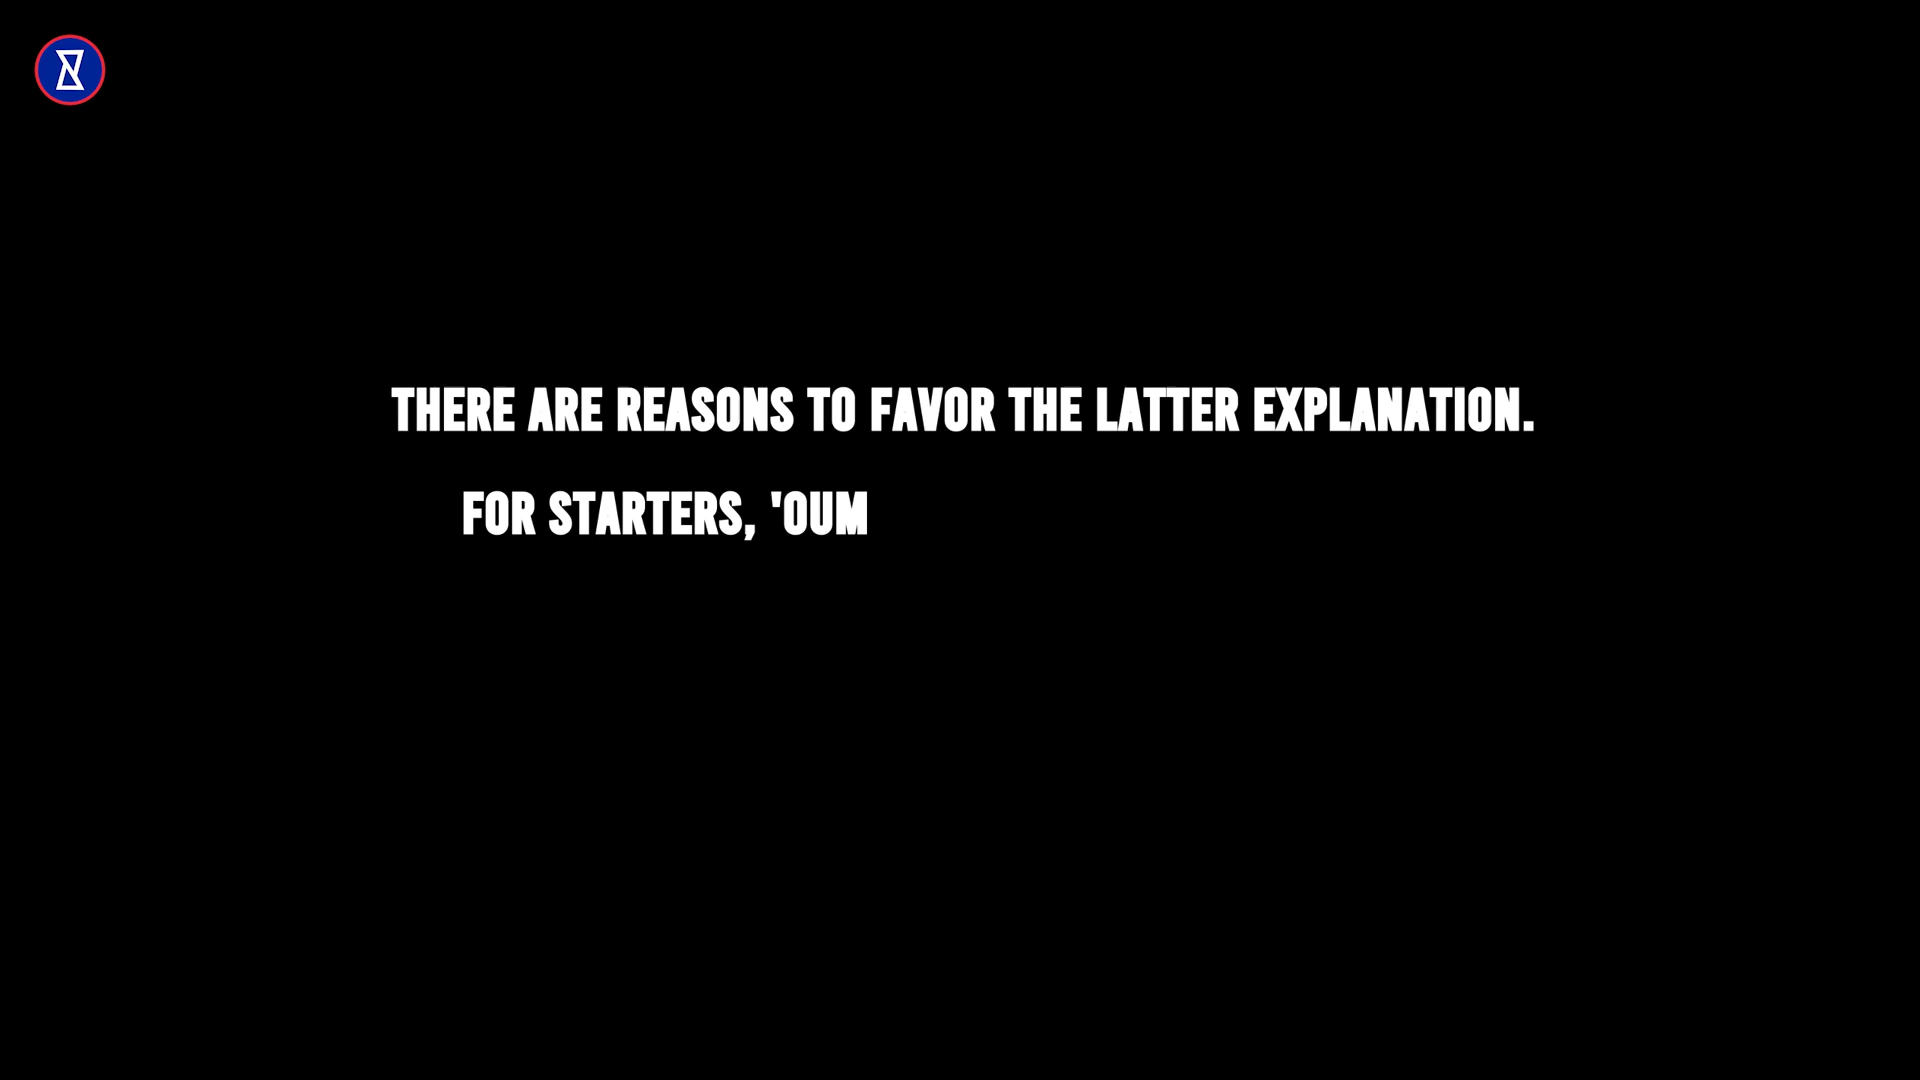 THERE ARE REASONS TO FAVOR THE LATTER EXPLANATION.
FOR STARTERS, 'OUM